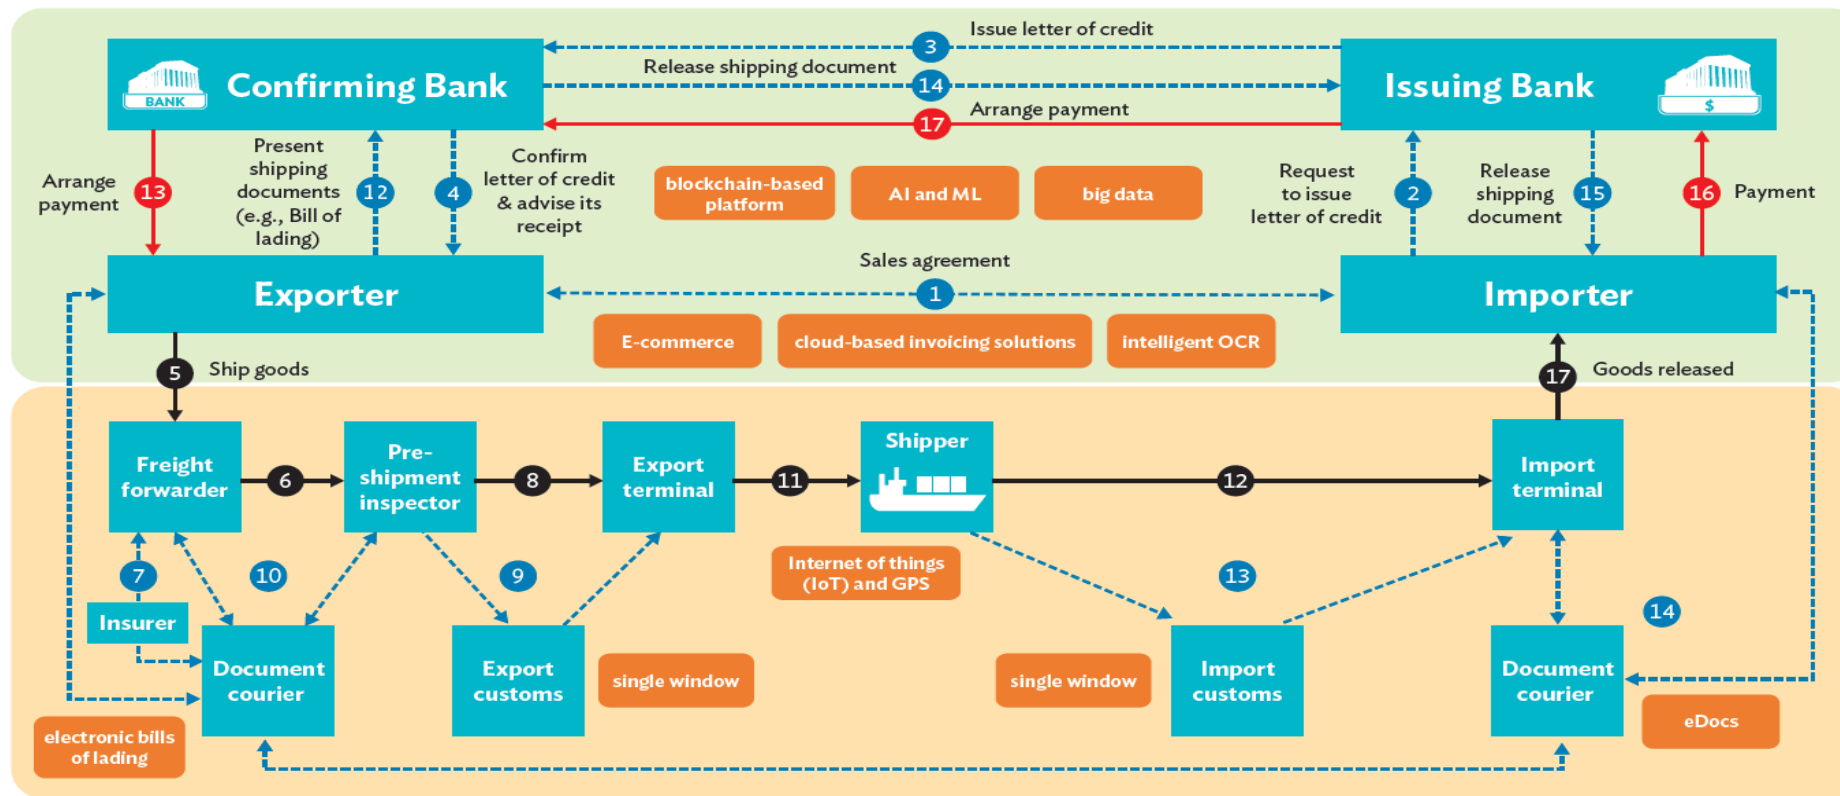 Issue letter of credit
3
Confirming Bank
BANK
Release shipping document
14
Issuing Bank
$
Arrange payment
17
Arrange
payment
13
Present
shipping
documents
(e.g., Bill of
lading)
12
4
Confirm
letter of credit
& advise its
receipt
blockchain-based
platform
AI and ML
big data
Request
to issue
letter of credit
2
Release
shipping
document
15
16
Payment
Sales agreement
1
Exporter
Importer
E-commerce
cloud-based invoicing solutions
intelligent OCR
5
Ship goods
17
Goods released
Freight
forwarder
6
Pre-
shipment
inspector
8
Export
terminal
11
Shipper
12
Import
terminal
7
10
9
Internet of things
(IoT) and GPS
13
14
Insurer
Document
courier
Export
customs
single window
single window
Import
customs
Document
courier
eDocs
electronic bills
of lading